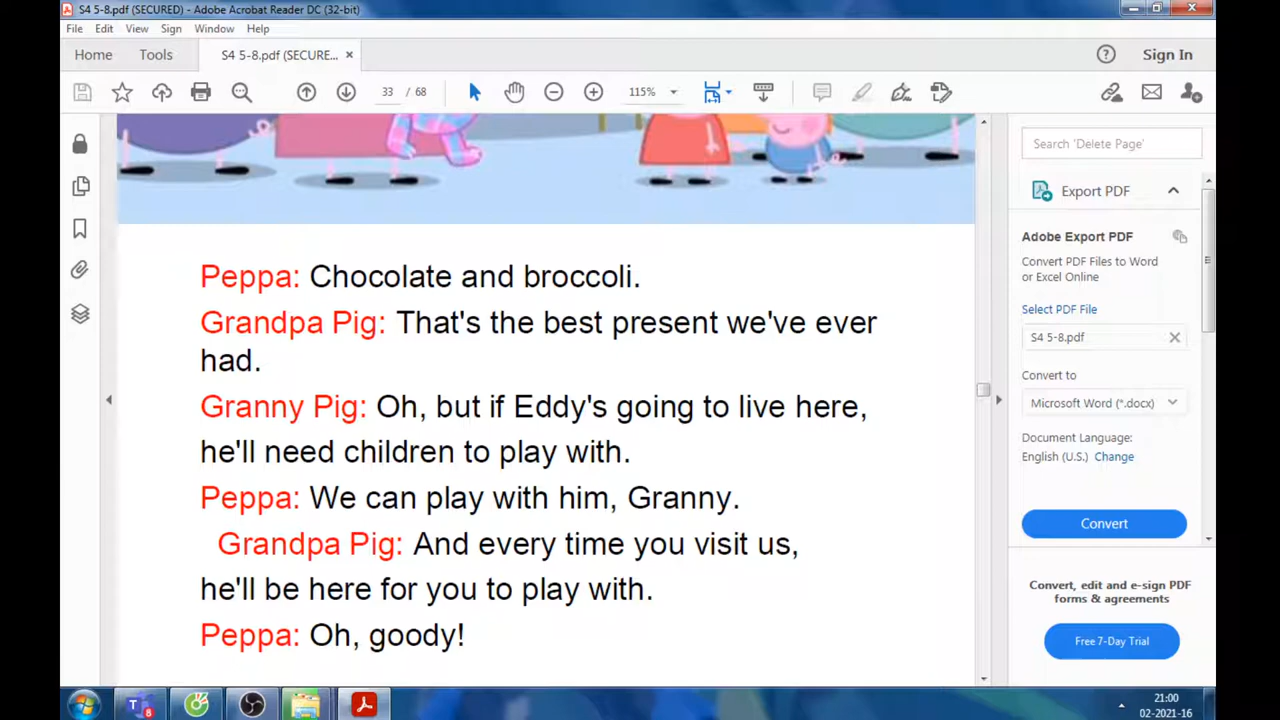 S4 5-8.pdf (SECURED) - Adobe Acrobat Reader DC (32-bit)
File Edit View Sign Window Help
Home Tools S4 5-8.pdf (SECURE... × Sign In
33 / 68 115%
Search 'Delete Page'
Export PDF
Adobe Export PDF
Convert PDF Files to Word
or Excel Online
Select PDF File
S4 5-8.pdf
Convert to
Microsoft Word (*.docx)
Document Language:
English (U.S.) Change
Convert
Convert, edit and e-sign PDF
forms & agreements
Free 7-Day Trial
Peppa: Chocolate and broccoli.
Grandpa Pig: That's the best present we've ever
had.
Granny Pig: Oh, but if Eddy's going to live here,
he'll need children to play with.
Peppa: We can play with him, Granny.
Grandpa Pig: And every time you visit us,
he'll be here for you to play with.
Peppa: Oh, goody!
8
21:00
02-2021-16